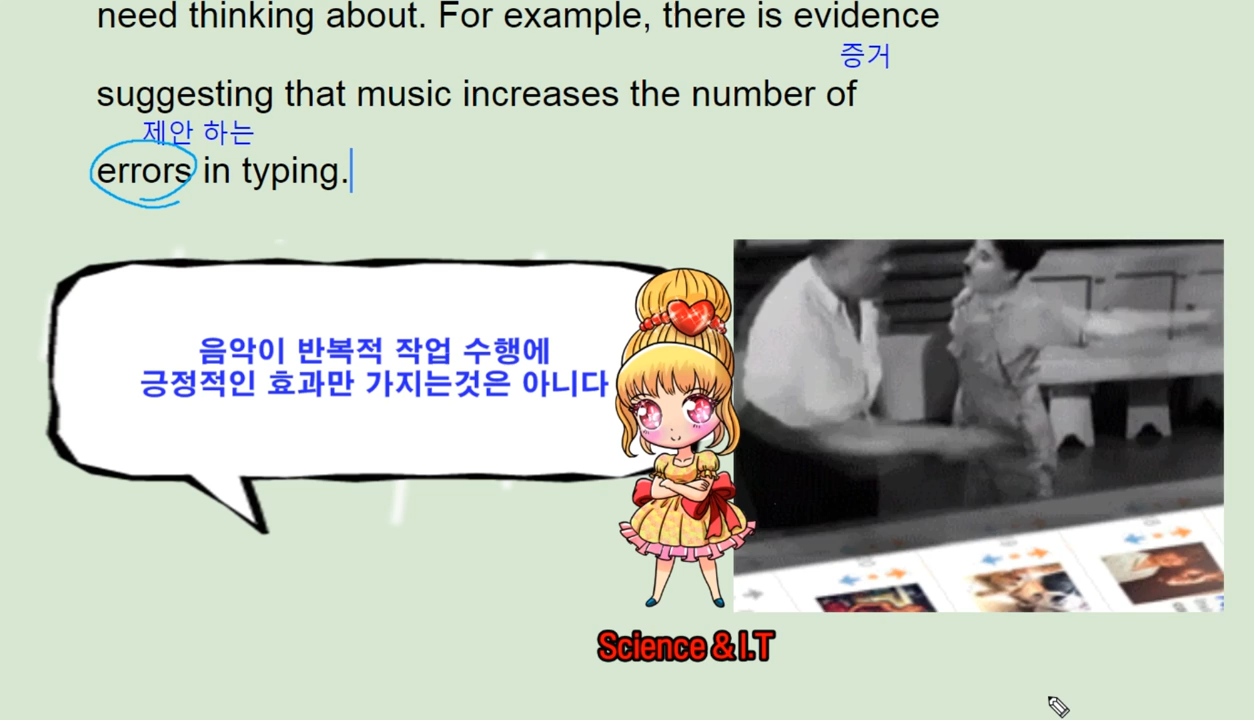 need thinking about. For example, there is evidence
증거
suggesting that music increases the number of
제안 하는
errors in typing.
음악이 반복적 작업 수행에
긍정적인 효과만 가지는것은 아니다
Science & I.T